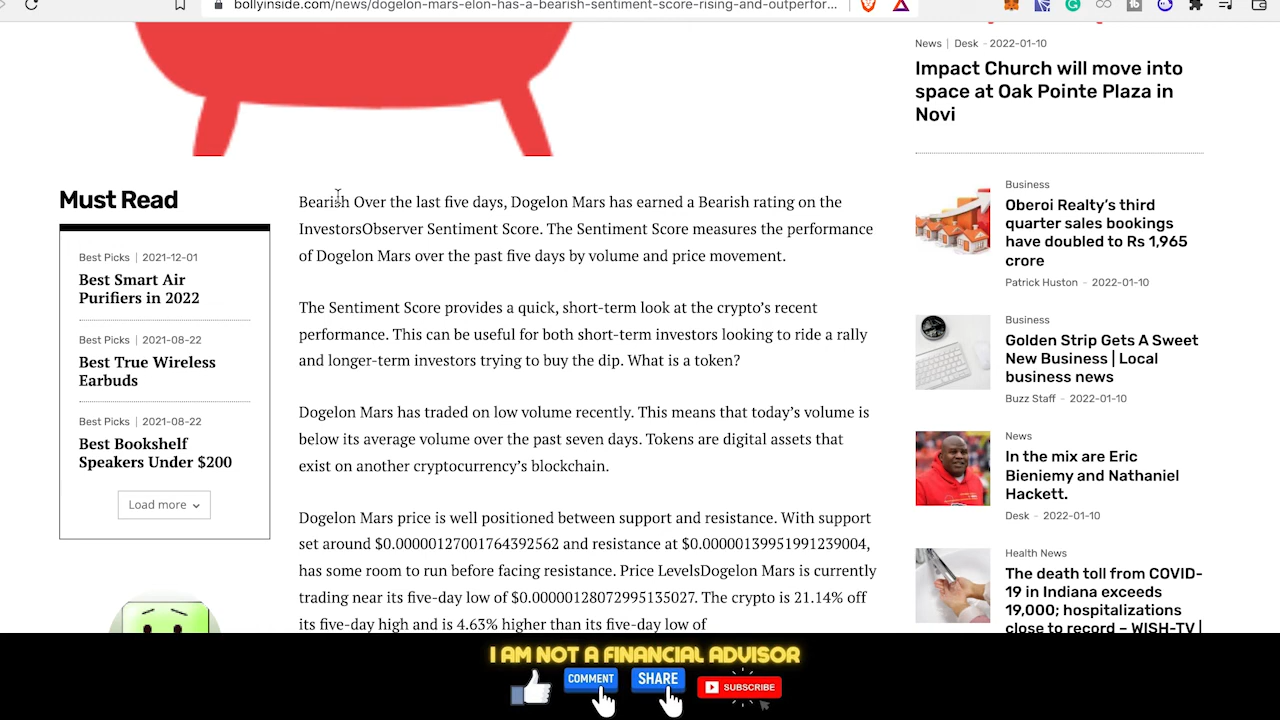 bollyinside.com/news/dogelon-mars-elon-has-a-bearish-sentiment-score-rising-and-outperfor...
News | Desk - 2022-01-10
Impact Church will move into
space at Oak Pointe Plaza in
Novi
Must Read
Best Picks | 2021-12-01
Best Smart Air
Purifiers in 2022
Best Picks | 2021-08-22
Best True Wireless
Earbuds
Best Picks | 2021-08-22
Best Bookshelf
Speakers Under $200
Load more
Bearish Over the last five days, Dogelon Mars has earned a Bearish rating on the
InvestorsObserver Sentiment Score. The Sentiment Score measures the performance
of Dogelon Mars over the past five days by volume and price movement.
The Sentiment Score provides a quick, short-term look at the crypto's recent
performance. This can be useful for both short-term investors looking to ride a rally
and longer-term investors trying to buy the dip. What is a token?
Dogelon Mars has traded on low volume recently. This means that today's volume is
below its average volume over the past seven days. Tokens are digital assets that
exist on another cryptocurrency's blockchain.
Dogelon Mars price is well positioned between support and resistance. With support
set around $0.00000127001764392562 and resistance at $0.00000139951991239004,
has some room to run before facing resistance. Price LevelsDogelon Mars is currently
trading near its five-day low of $0.00000128072995135027. The crypto is 21.14% off
its five-day high and is 4.63% higher than its five-day low of
Business
Oberoi Realty's third
quarter sales bookings
have doubled to Rs 1,965
crore
Patrick Huston - 2022-01-10
Business
Golden Strip Gets A Sweet
New Business | Local
business news
Buzz Staff - 2022-01-10
News
In the mix are Eric
Bieniemy and Nathaniel
Hackett.
Desk - 2022-01-10
Health News
The death toll from COVID-
19 in Indiana exceeds
19,000; hospitalizations
close to record – WISH-TV |
I AM NOT A FINANCIAL ADVISOR
COMMENT
SHARE
SUBSCRIBE